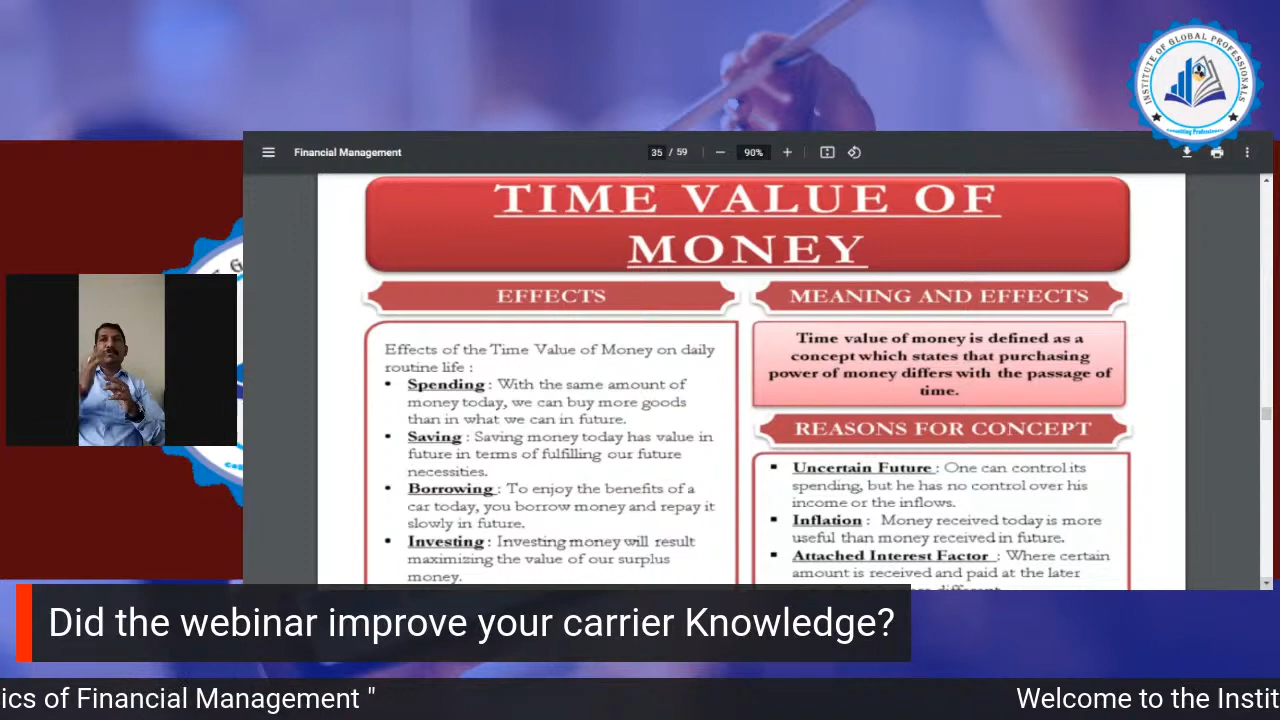 INSTITUTE OF GLOBAL PROFESSIONALS
Consulting Professionals
Financial Management
35 / 59
90%
TIME VALUE OF
MONEY
EFFECTS
Effects of the Time Value of Money on daily
routine life :
• Spending : With the same amount of
money today, we can buy more goods
than in what we can in future.
• Saving : Saving money today has value in
future in terms of fulfilling our future
necessities.
• Borrowing : To enjoy the benefits of a
car today, you borrow money and repay it
slowly in future.
• Investing : Investing money will result
maximizing the value of our surplus
money.
MEANING AND EFFECTS
Time value of money is defined as a
concept which states that purchasing
power of money differs with the passage of
time.
REASONS FOR CONCEPT
▪ Uncertain Future : One can control its
spending, but he has no control over his
income or the inflows.
▪ Inflation : Money received today is more
useful than money received in future.
▪ Attached Interest Factor : Where certain
amount is received and paid at the later
Did the webinar improve your carrier Knowledge?
ics of Financial Management "
Welcome to the Instit